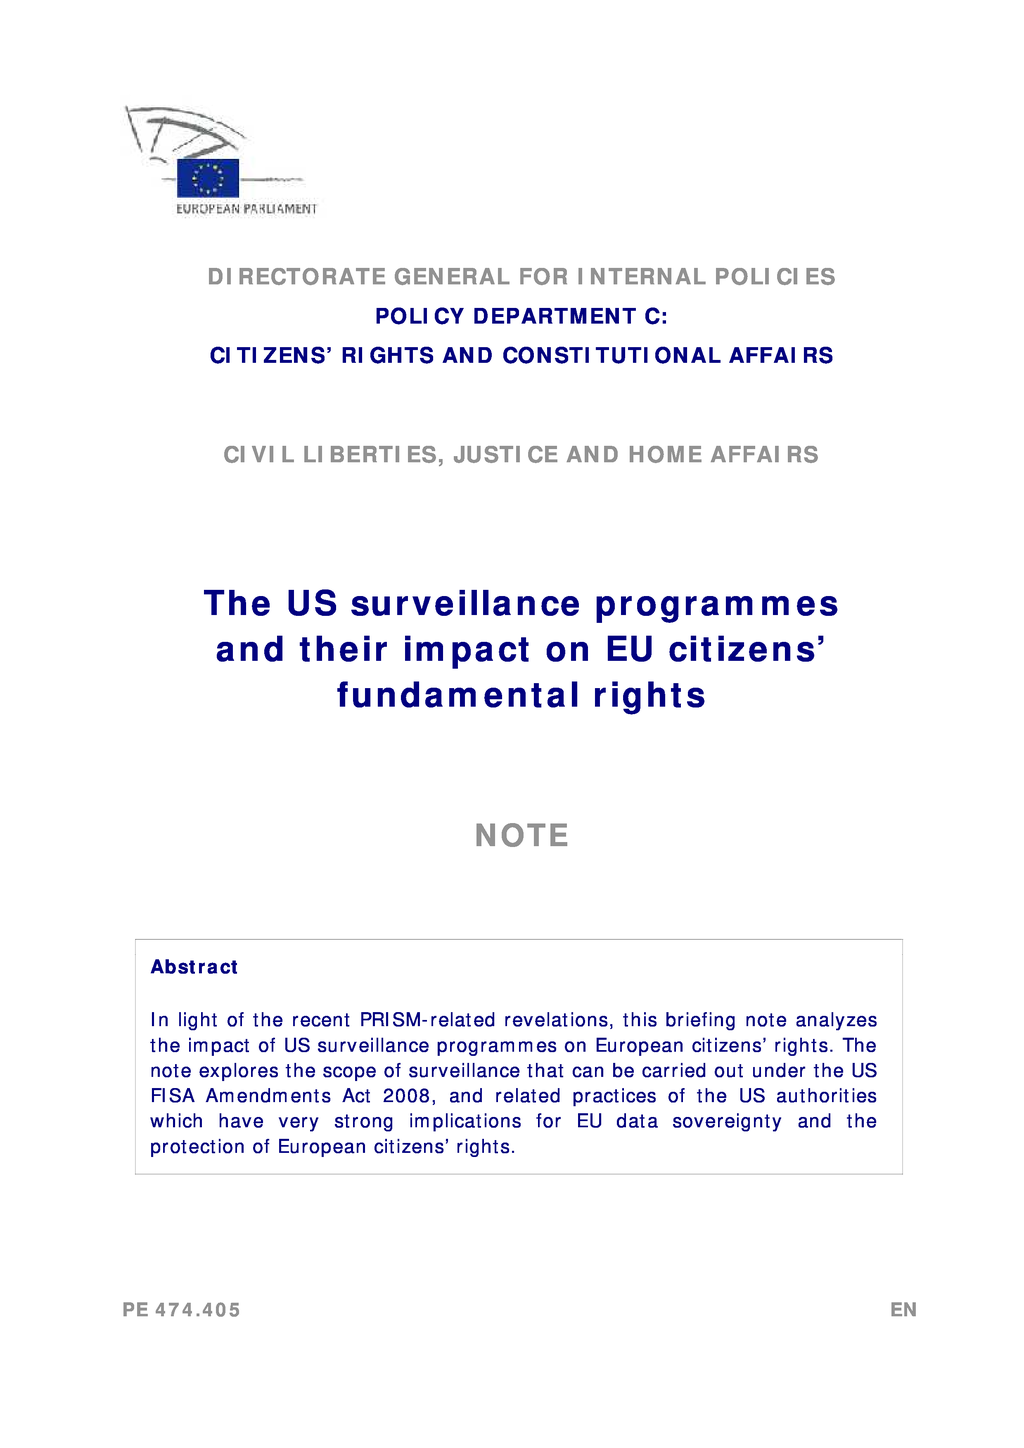 EUROPEAN PARLIAMENT
DIRECTORATE GENERAL FOR INTERNAL POLICIES
POLICY DEPARTMENT C:
CITIZENS’ RIGHTS AND CONSTITUTIONAL AFFAIRS
CIVIL LIBERTIES, JUSTICE AND HOME AFFAIRS
The US surveillance programmes
and their impact on EU citizens’
fundamental rights
NOTE
Abstract
In light of the recent PRISM-related revelations, this briefing note analyzes
the impact of US surveillance programmes on European citizens’ rights. The
note explores the scope of surveillance that can be carried out under the US
FISA Amendments Act 2008, and related practices of the US authorities
which have very strong implications for EU data sovereignty and the
protection of European citizens’ rights.
PE 474.405 EN